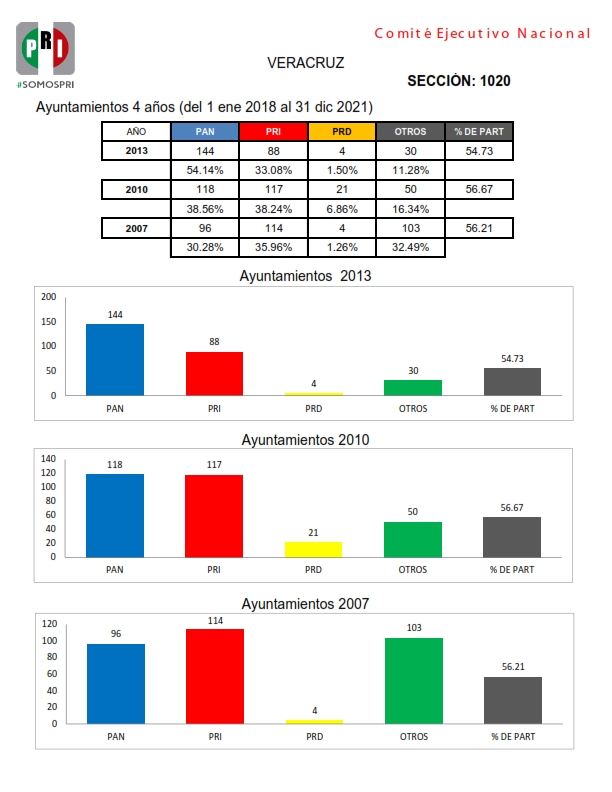 Comité Ejecutivo Nacional
PRI
#SOMOSPRI
VERACRUZ
SECCIÓN: 1020
Ayuntamientos 4 años (del 1 ene 2018 al 31 dic 2021)
AÑO PAN PRI PRD OTROS % DE PART
2013 144 88 4 30 54.73
54.14% 33.08% 1.50% 11.28%
2010 118 117 21 50 56.67
38.56% 38.24% 6.86% 16.34%
2007 96 114 4 103 56.21
30.28% 35.96% 1.26% 32.49%
Ayuntamientos 2013
200
150
100
50
0
144 88 4 30 54.73
PAN PRI PRD OTROS % DE PART
Ayuntamientos 2010
140
120
100
80
60
40
20
0
118 117 21 50 56.67
PAN PRI PRD OTROS % DE PART
Ayuntamientos 2007
120
100
80
60
40
20
0
96 114 4 103 56.21
PAN PRI PRD OTROS % DE PART